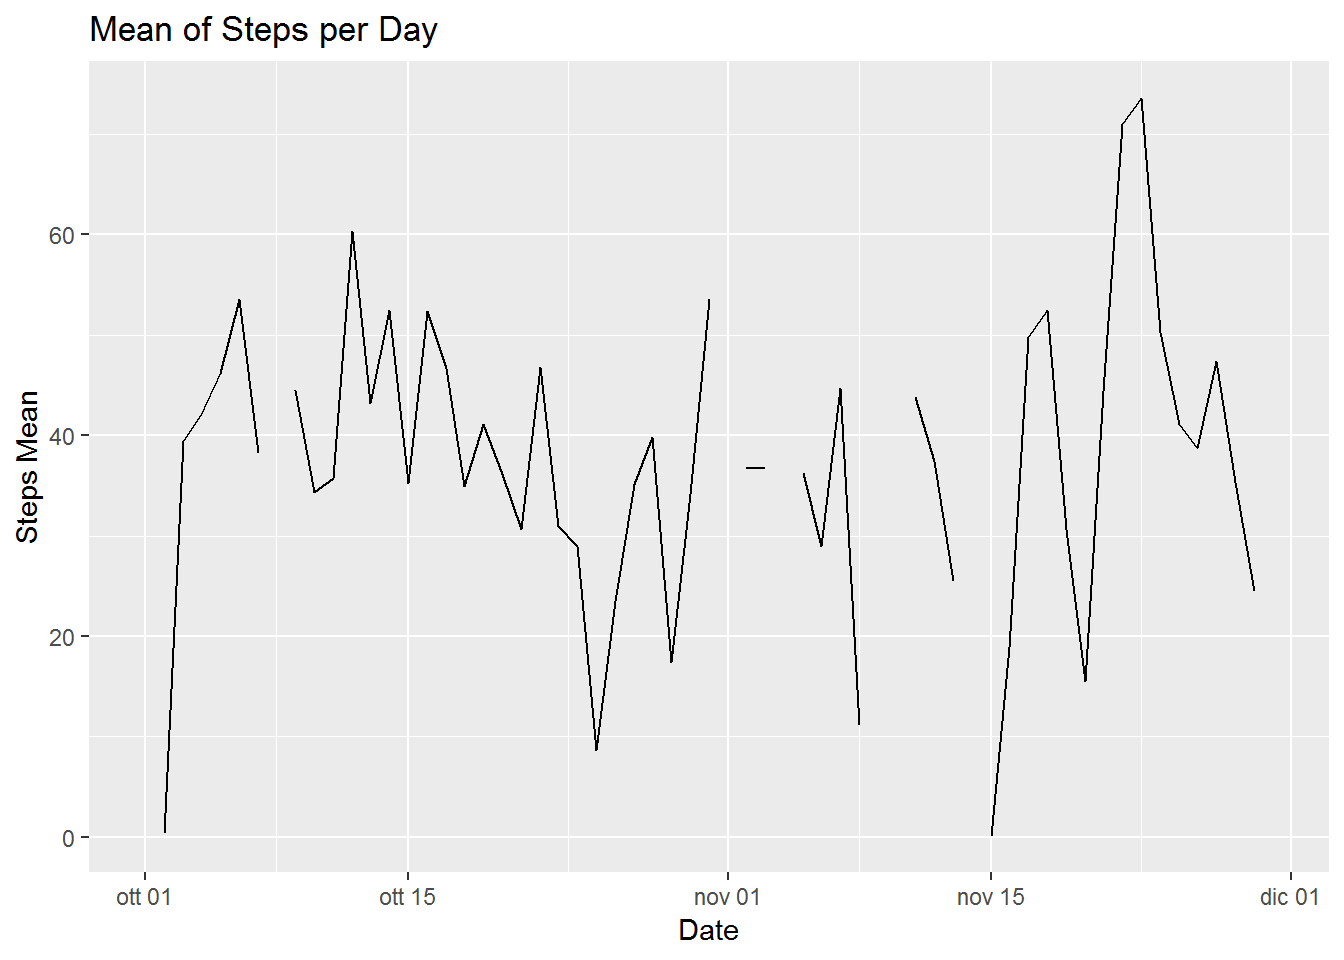 Mean of Steps per Day
Steps Mean
60
40
20
0
ott 01
ott 15
nov 01
nov 15
dic 01
Date